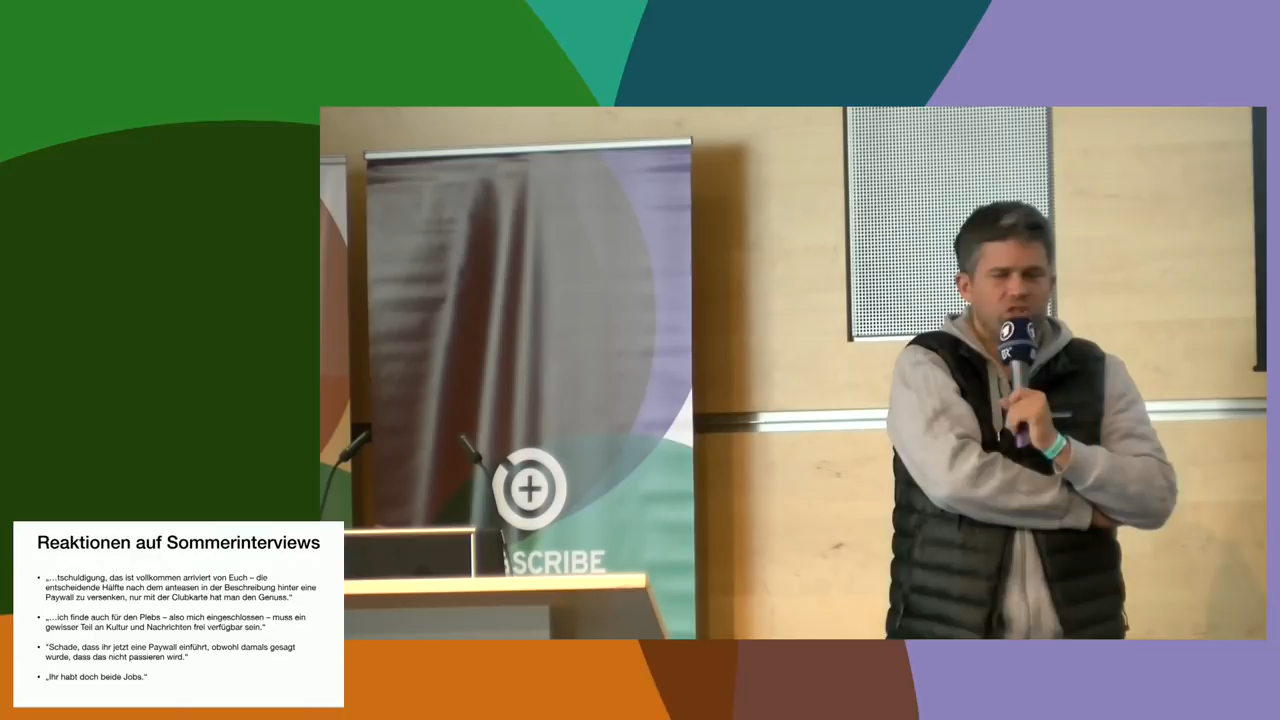 SCRIBE
Reaktionen auf Sommerinterviews
• „...tschuldigung, das ist vollkommen arriviert von Euch – die
entscheidende Hälfte nach dem anteasen in der Beschreibung hinter eine
Paywall zu versenken, nur mit der Clubkarte hat man den Genuss.“
• „...ich finde auch für den Plebs – also mich eingeschlossen – muss ein
gewisser Teil an Kultur und Nachrichten frei verfügbar sein.“
• "Schade, dass ihr jetzt eine Paywall einführt, obwohl damals gesagt
wurde, dass das nicht passieren wird.“
• „Ihr habt doch beide Jobs.“